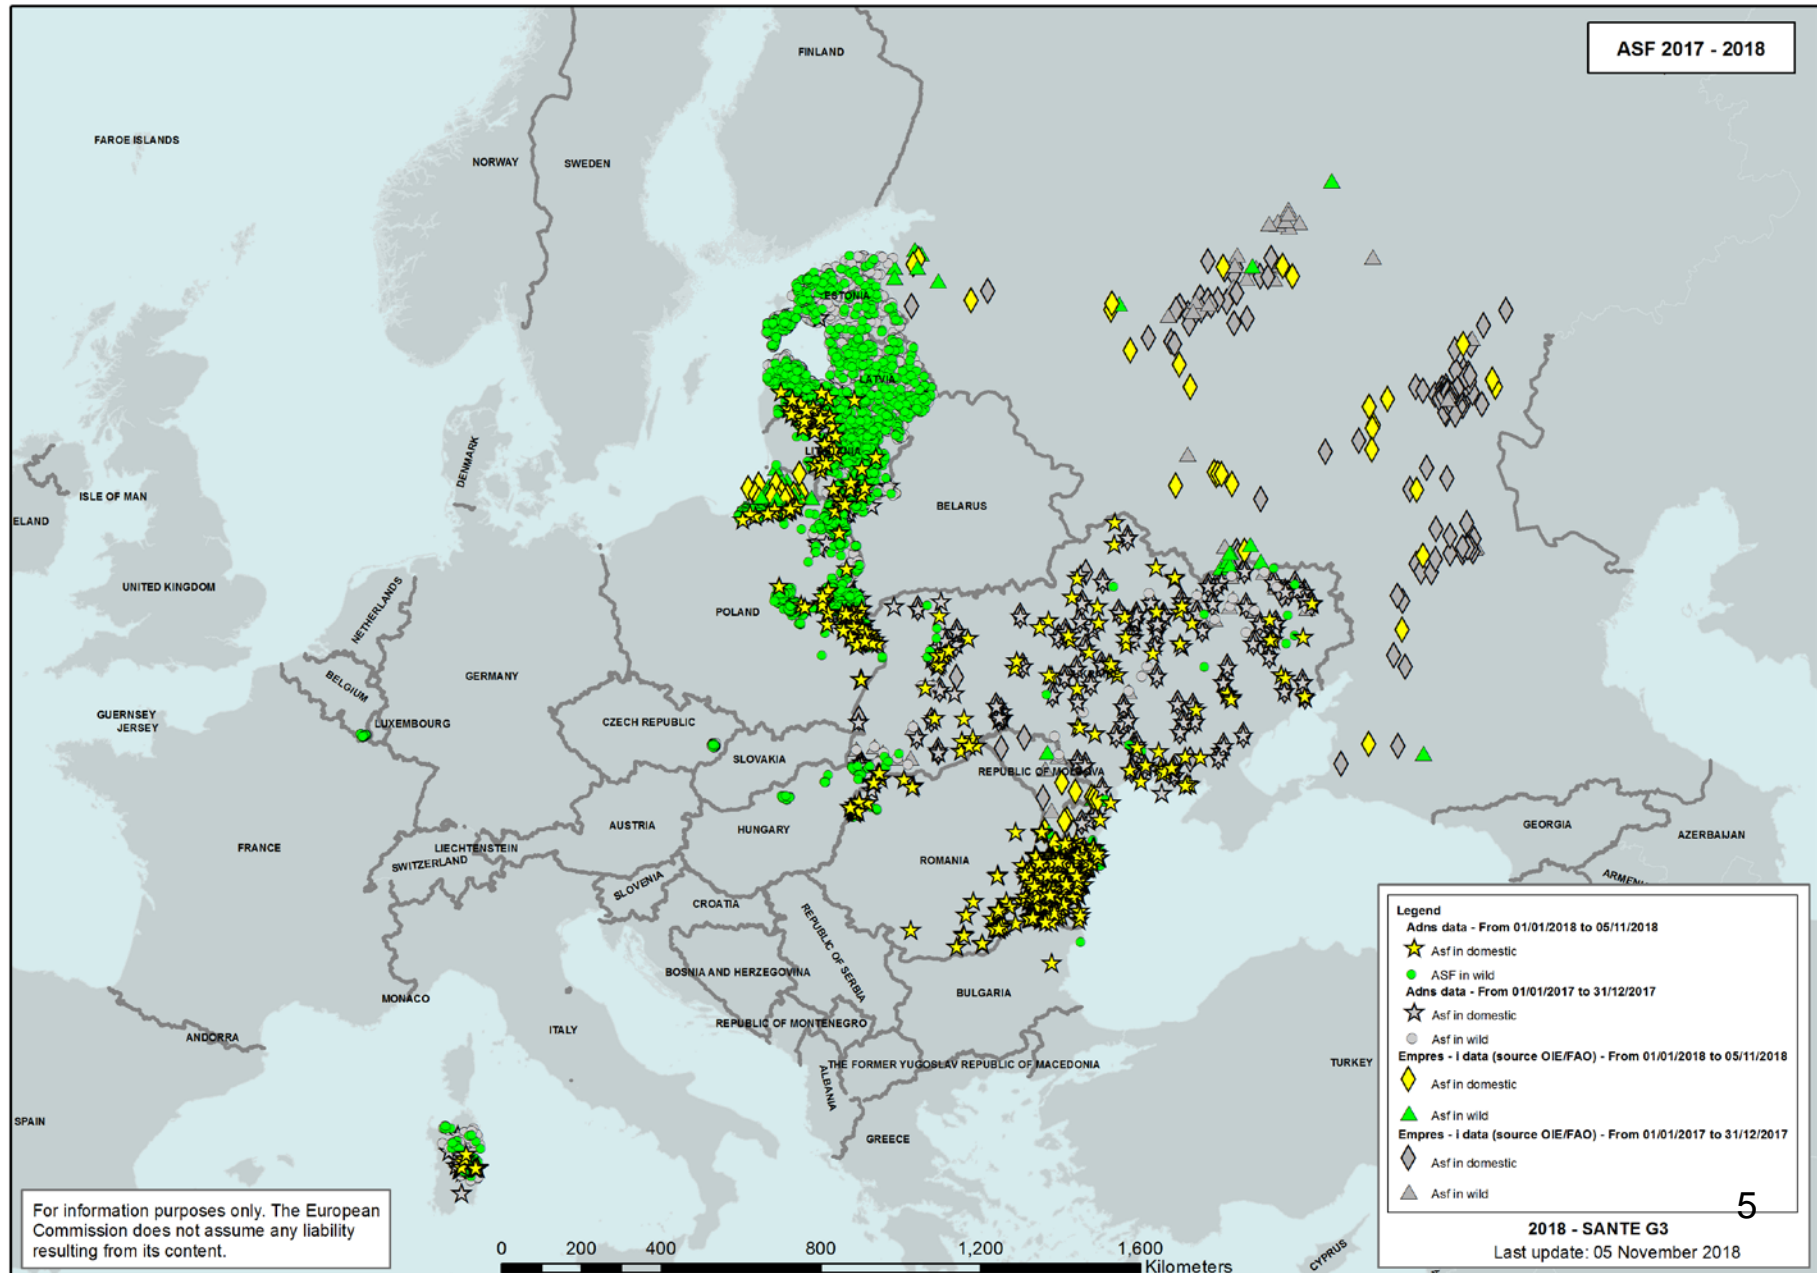 ASF 2017 - 2018
FINLAND
FAROE ISLANDS
NORWAY
SWEDEN
ESTONIA
LATVIA
LITHUANIA
DENMARK
ISLE OF MAN
ELAND
BELARUS
UNITED KINGDOM
NETHERLANDS
POLAND
GERMANY
BELGIUM
LUXEMBOURG
GUERNSEY
JERSEY
CZECH REPUBLIC
SLOVAKIA
REPUBLIC OF MOLDOVA
AUSTRIA
HUNGARY
FRANCE
LIECHTENSTEIN
SWITZERLAND
ROMANIA
GEORGIA
AZERBAIJAN
ARMENI
SLOVENIA
CROATIA
REPUBLIC OF SERBIA
BOSNIA AND HERZEGOVINA
BULGARIA
MONACO
ITALY
REPUBLIC OF MONTENEGRO
ANDORRA
THE FORMER YUGOSLAV REPUBLIC OF MACEDONIA
ALBANIA
TURKEY
SPAIN
GREECE
CYPRUS
Legend
Adns data - From 01/01/2018 to 05/11/2018
Asf in domestic
ASF in wild
Adns data - From 01/01/2017 to 31/12/2017
Asf in domestic
Asf in wild
Empres - i data (source OIE/FAO) - From 01/01/2018 to 05/11/2018
Asf in domestic
Asf in wild
Empres - i data (source OIE/FAO) - From 01/01/2017 to 31/12/2017
Asf in domestic
Asf in wild
5
2018 - SANTE G3
Last update: 05 November 2018
For information purposes only. The European
Commission does not assume any liability
resulting from its content.
0 200 400 800 1,200 1,600
Kilometers